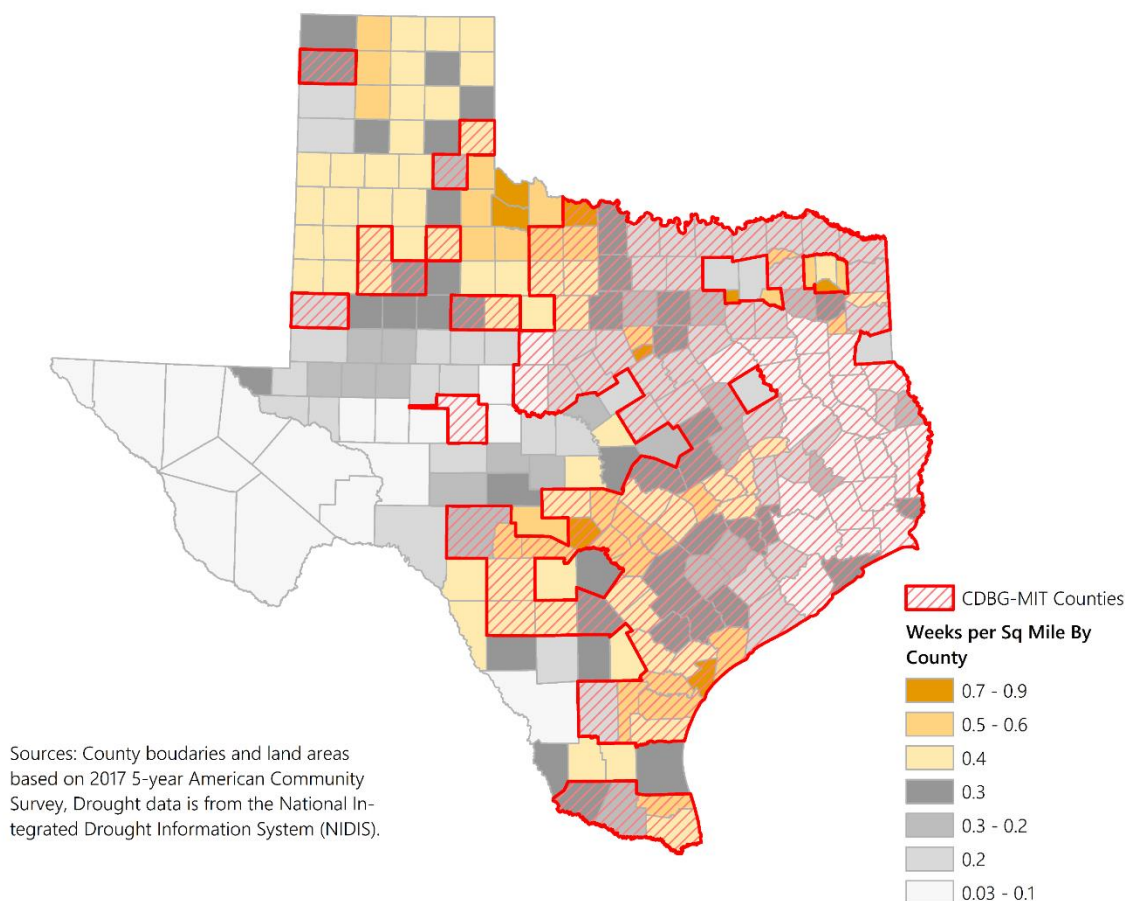 CDBG-MIT Counties
Weeks per Sq Mile By
County
0.7 - 0.9
0.5 - 0.6
0.4
0.3
0.3 - 0.2
0.2
0.03 - 0.1
Sources: County boudaries and land areas
based on 2017 5-year American Community
Survey, Drought data is from the National In-
tegrated Drought Information System (NIDIS).